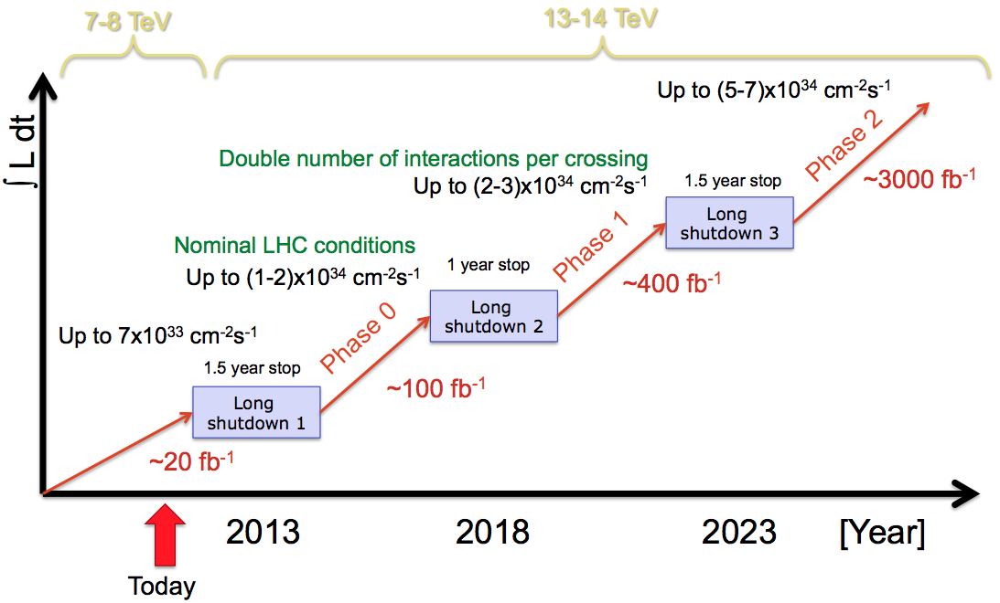 7-8 TeV
13-14 TeV
∫ L dt
Up to (5-7)x10³⁴ cm⁻²s⁻¹
Phase 2
~3000 fb⁻¹
Double number of interactions per crossing
Up to (2-3)x10³⁴ cm⁻²s⁻¹
1.5 year stop
Long
shutdown 3
Phase 1
~400 fb⁻¹
Nominal LHC conditions
Up to (1-2)x10³⁴ cm⁻²s⁻¹
1 year stop
Long
shutdown 2
Phase 0
~100 fb⁻¹
Up to 7x10³³ cm⁻²s⁻¹
1.5 year stop
Long
shutdown 1
~20 fb⁻¹
2013
2018
2023
[Year]
Today